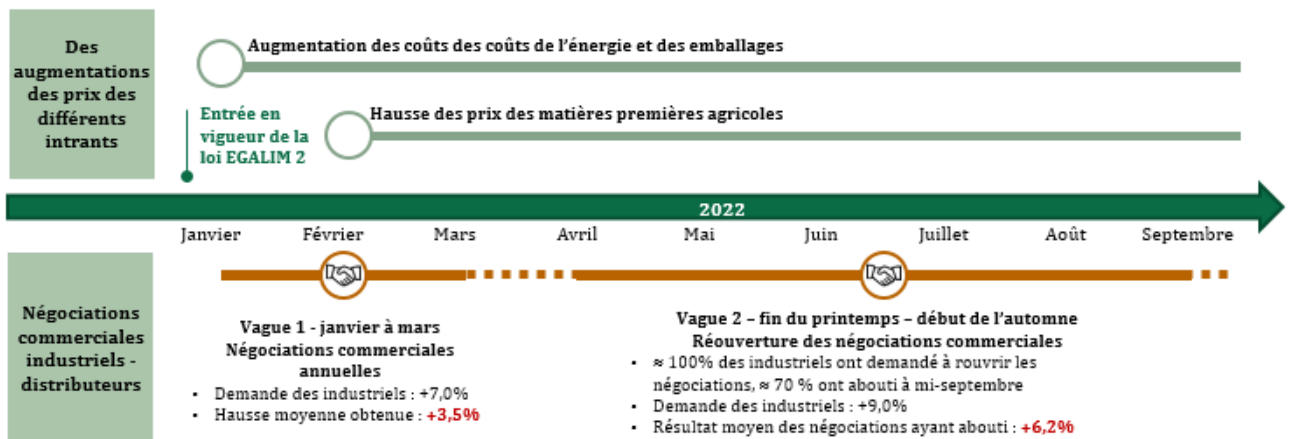 Des
augmentations
des prix des
différents
intrants
Augmentation des coûts des coûts de l'énergie et des emballages
Hausse des prix des matières premières agricoles
Entrée en
vigueur de la
loi EGALIM 2
2022
Janvier Février Mars Avril Mai Juin Juillet Août Septembre
Négociations
commerciales
industriels -
distributeurs
Vague 1 - janvier à mars
Négociations commerciales
annuelles
▪ Demande des industriels : +7,0%
▪ Hausse moyenne obtenue : +3,5%
Vague 2 – fin du printemps – début de l'automne
Réouverture des négociations commerciales
▪ ≈ 100% des industriels ont demandé à rouvrir les
négociations, ≈ 70 % ont abouti à mi-septembre
▪ Demande des industriels : +9,0%
▪ Résultat moyen des négociations ayant abouti : +6,2%